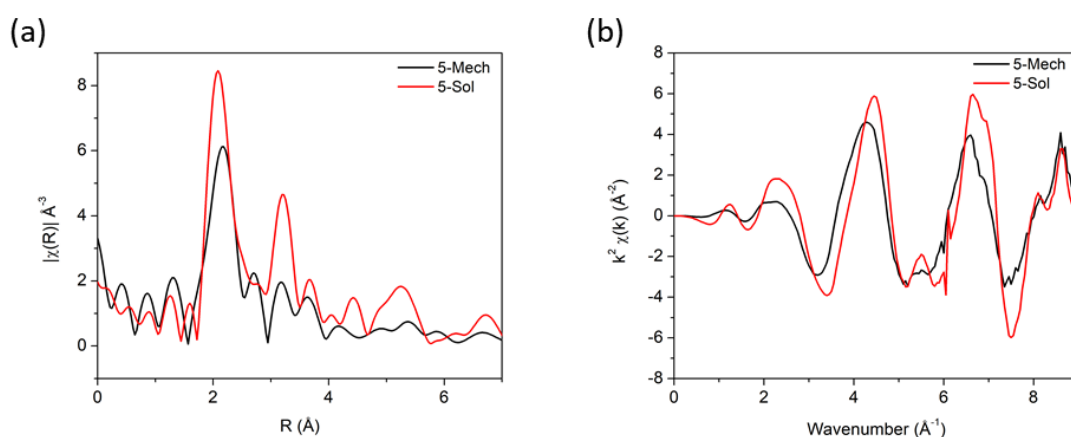 (a)
5-Mech
5-Sol
8
6
4
2
0
|χ(R)| Å⁻³
0 2 4 6
R (Å)
(b)
5-Mech
5-Sol
8
6
4
2
0
-2
-4
-6
-8
k² χ(k) (Å⁻²)
0 2 4 6 8
Wavenumber (Å⁻¹)